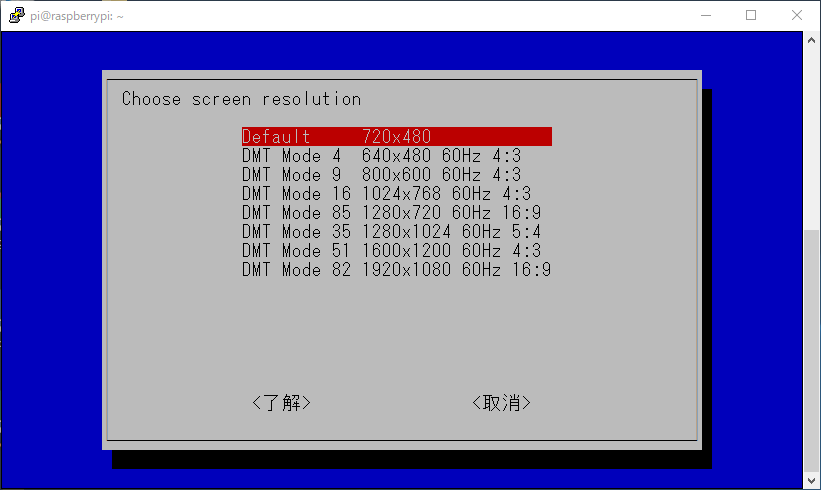 pi@raspberrypi: ~
Choose screen resolution
Default 720x480
DMT Mode 4 640x480 60Hz 4:3
DMT Mode 9 800x600 60Hz 4:3
DMT Mode 16 1024x768 60Hz 4:3
DMT Mode 85 1280x720 60Hz 16:9
DMT Mode 35 1280x1024 60Hz 5:4
DMT Mode 51 1600x1200 60Hz 4:3
DMT Mode 82 1920x1080 60Hz 16:9
<了解> <取消>